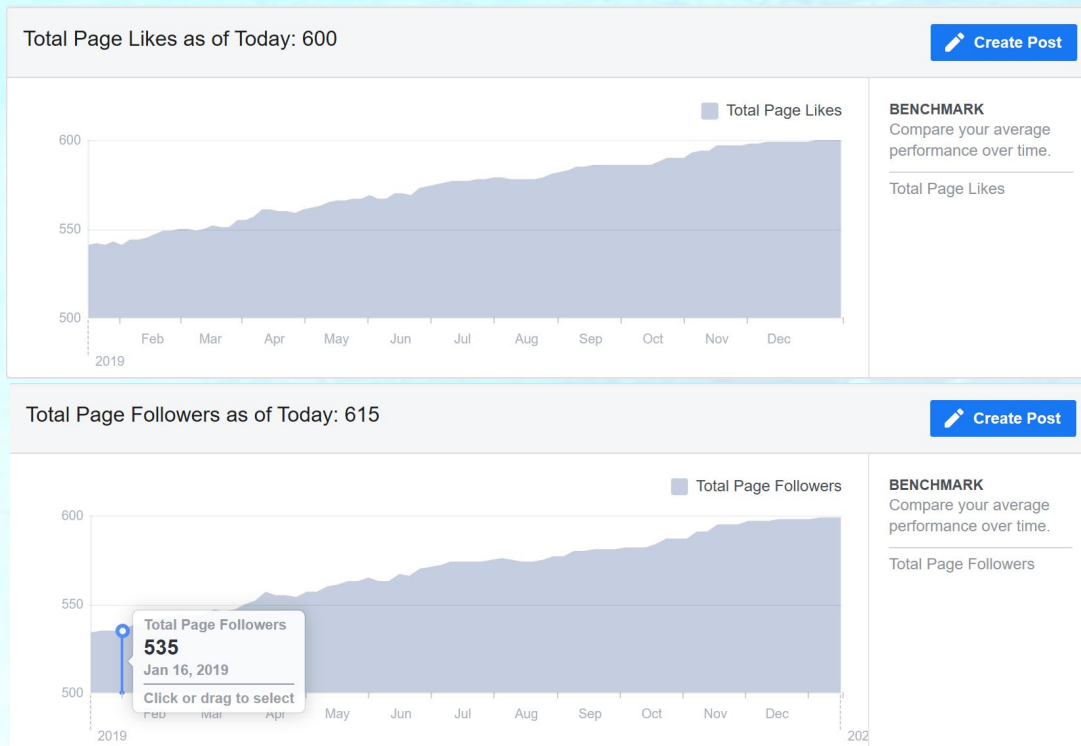 Total Page Likes as of Today: 600
Create Post
Total Page Likes
BENCHMARK
Compare your average
performance over time.
Total Page Likes
600
550
500
Feb Mar Apr May Jun Jul Aug Sep Oct Nov Dec
2019
Total Page Followers as of Today: 615
Create Post
Total Page Followers
BENCHMARK
Compare your average
performance over time.
Total Page Followers
600
550
500
Total Page Followers
535
Jan 16, 2019
Click or drag to select
Feb Mar Apr May Jun Jul Aug Sep Oct Nov Dec
2019 202